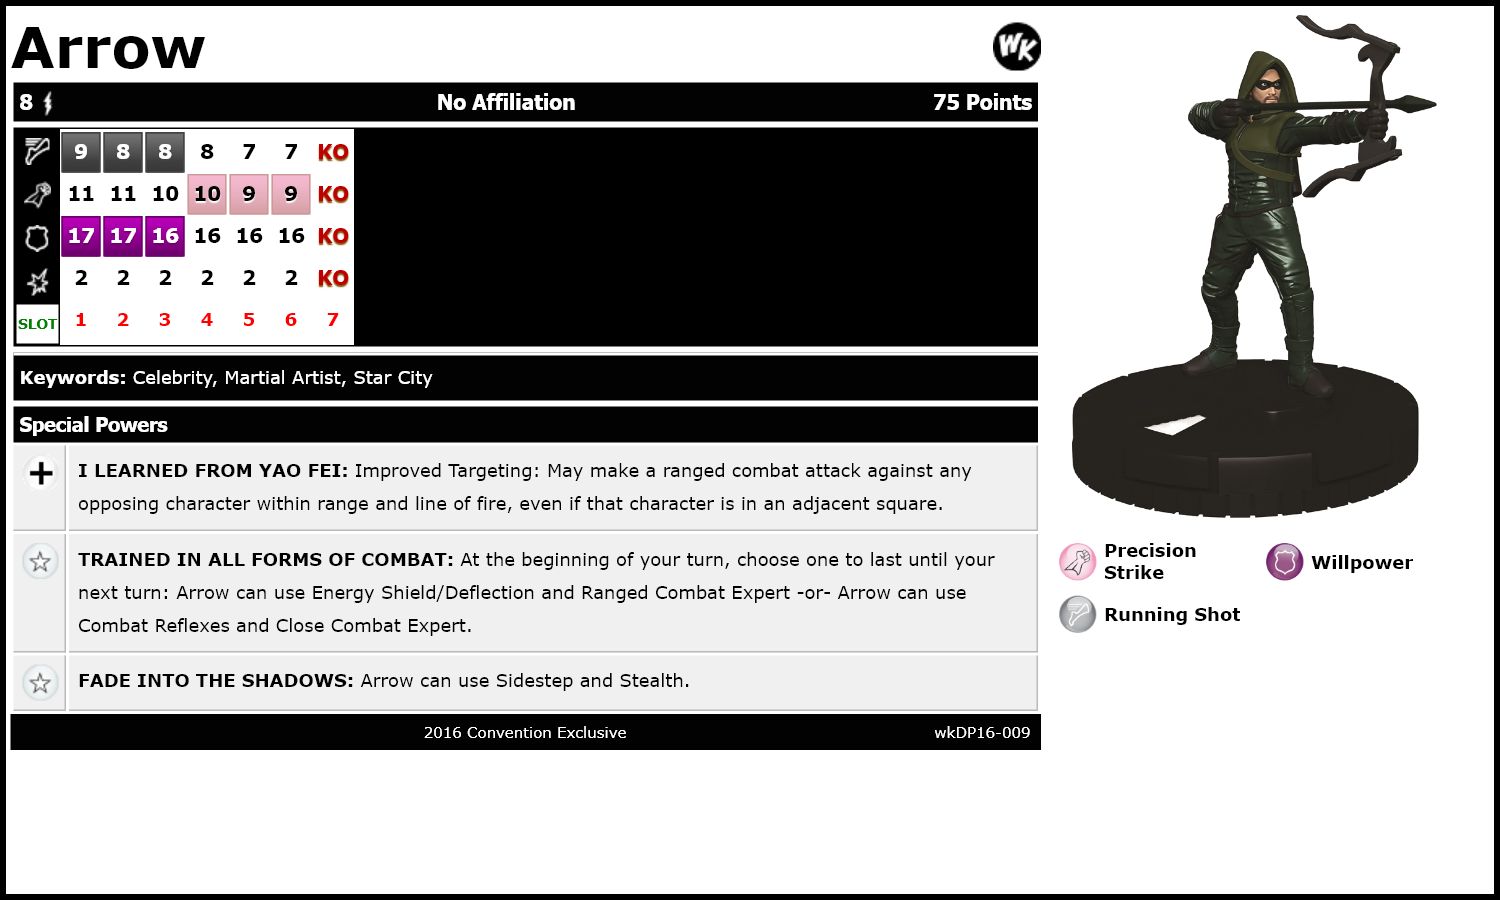 Arrow
WK
8 No Affiliation 75 Points
9 8 8 8 7 7 KO
11 11 10 10 9 9 KO
17 17 16 16 16 16 KO
2 2 2 2 2 2 KO
SLOT 1 2 3 4 5 6 7
Keywords: Celebrity, Martial Artist, Star City
Special Powers
I LEARNED FROM YAO FEI: Improved Targeting: May make a ranged combat attack against any
opposing character within range and line of fire, even if that character is in an adjacent square.
TRAINED IN ALL FORMS OF COMBAT: At the beginning of your turn, choose one to last until your
next turn: Arrow can use Energy Shield/Deflection and Ranged Combat Expert -or- Arrow can use
Combat Reflexes and Close Combat Expert.
FADE INTO THE SHADOWS: Arrow can use Sidestep and Stealth.
2016 Convention Exclusive wkDP16-009
Precision
Strike
Willpower
Running Shot